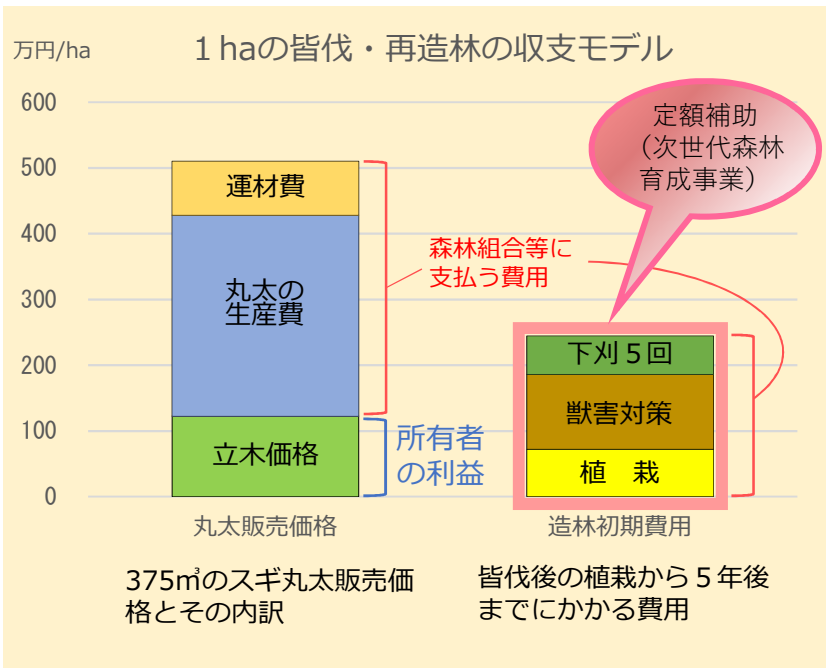 1haの皆伐・再造林の収支モデル
万円/ha
600
500
400
300
200
100
0
運材費
丸太の
生産費
立木価格
森林組合等に
支払う費用
所有者
の利益
定額補助
（次世代森林
育成事業）
下刈５回
獣害対策
植　栽
丸太販売価格
造林初期費用
375㎥のスギ丸太販売価
格とその内訳
皆伐後の植栽から５年後
までにかかる費用